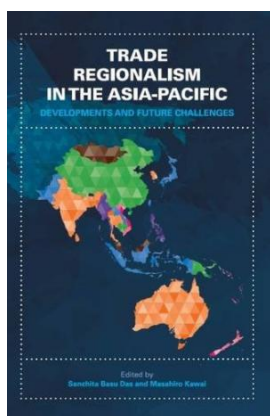 TRADE
REGIONALISM
IN THE ASIA-PACIFIC
DEVELOPMENTS AND FUTURE CHALLENGES
Edited by
Sanchita Basu Das and Masahiro Kawai